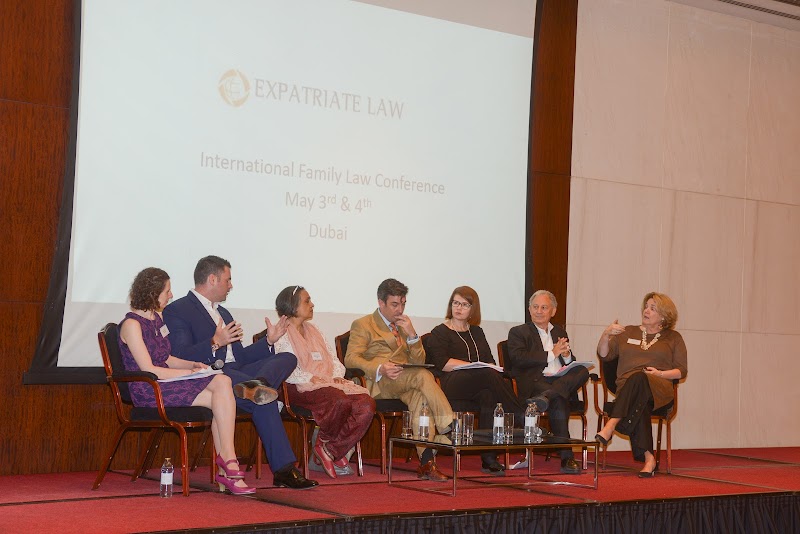 EXPATRIATE LAW
International Family Law Conference
May 3rd & 4th
Dubai